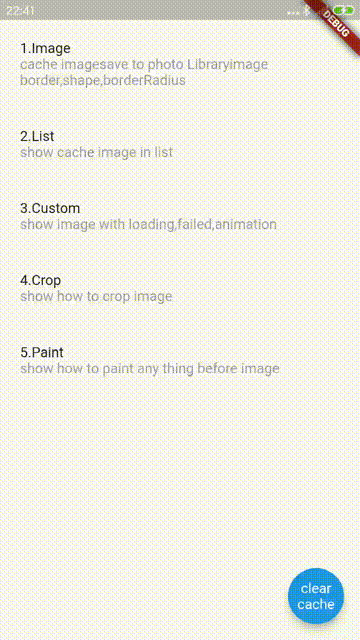 22:41
DEBUG
1.Image
cache imagesave to photo Libraryimage
border,shape,borderRadius
2.List
show cache image in list
3.Custom
show image with loading,failed,animation
4.Crop
show how to crop image
5.Paint
show how to paint any thing before image
clear
cache